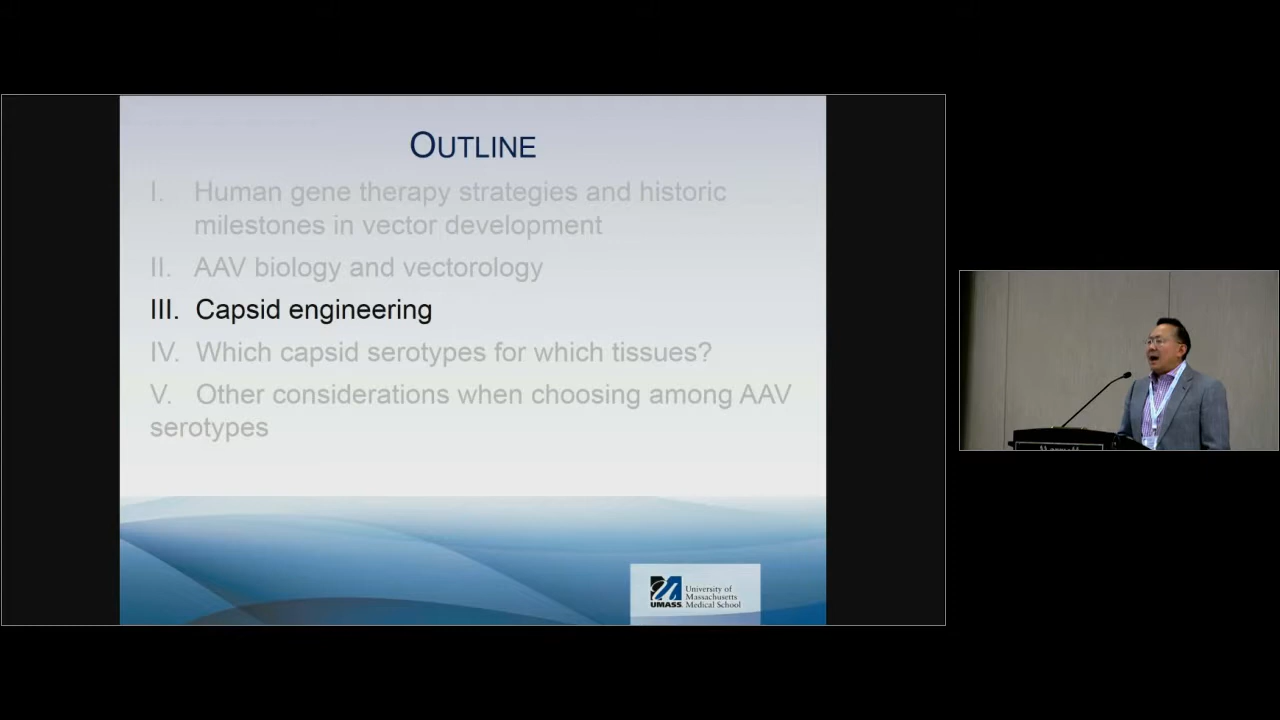 OUTLINE
I. Human gene therapy strategies and historic
milestones in vector development
II. AAV biology and vectorology
III. Capsid engineering
IV. Which capsid serotypes for which tissues?
V. Other considerations when choosing among AAV
serotypes
UMASS
University of
Massachusetts
Medical School